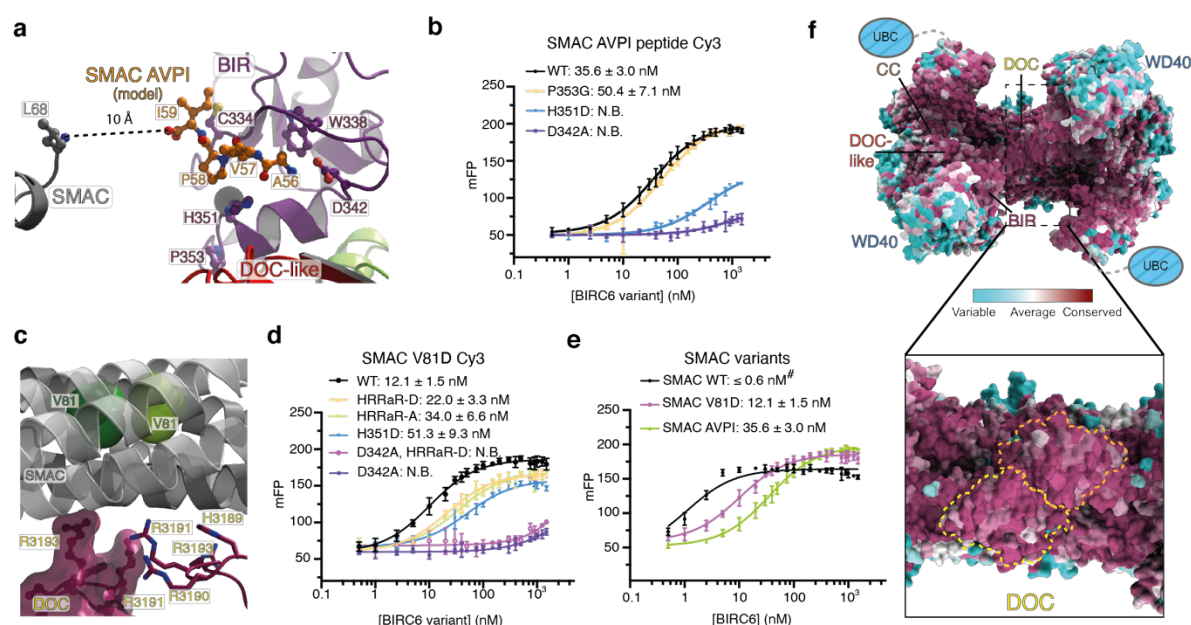 a
SMAC AVPI
(model)
BIR
L68
10 Å
I59
C334
W338
P58
V57
A56
SMAC
H351
D342
P353
DOC-like
b
SMAC AVPI peptide Cy3
WT: 35.6 ± 3.0 nM
P353G: 50.4 ± 7.1 nM
H351D: N.B.
D342A: N.B.
mFP
200
150
100
50
0.1
1
10
100
10³
[BIRC6 variant] (nM)
c
V81
V81
SMAC
R3193
R3191
H3189
R3193
R3191
R3190
DOC
d
SMAC V81D Cy3
WT: 12.1 ± 1.5 nM
HRRaR-D: 22.0 ± 3.3 nM
HRRaR-A: 34.0 ± 6.6 nM
H351D: 51.3 ± 9.3 nM
D342A, HRRaR-D: N.B.
D342A: N.B.
mFP
200
150
100
50
0.1
1
10
100
10³
[BIRC6 variant] (nM)
e
SMAC variants
SMAC WT: ≤ 0.6 nM#
SMAC V81D: 12.1 ± 1.5 nM
SMAC AVPI: 35.6 ± 3.0 nM
mFP
200
150
100
50
0.1
1
10
100
10³
[BIRC6] (nM)
f
UBC
CC
DOC
WD40
DOC-
like
BIR
WD40
UBC
Variable
Average
Conserved
DOC